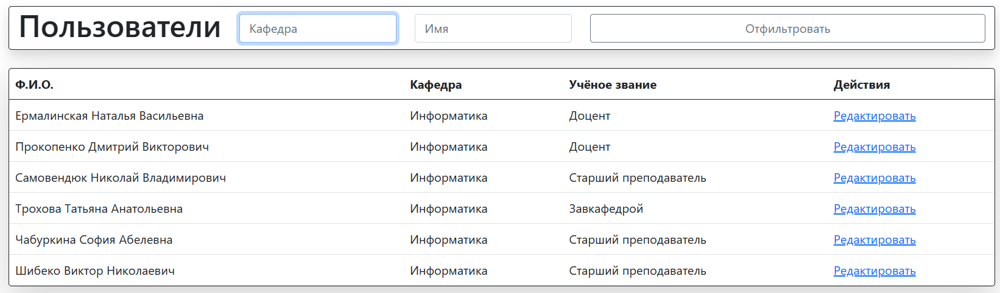 Пользователи Кафедра Имя Отфильтровать
Ф.И.О. Кафедра Учёное звание Действия
Ермалинская Наталья Васильевна Информатика Доцент Редактировать
Прокопенко Дмитрий Викторович Информатика Доцент Редактировать
Самовендюк Николай Владимирович Информатика Старший преподаватель Редактировать
Трохова Татьяна Анатольевна Информатика Завкафедрой Редактировать
Чабуркина София Абелевна Информатика Старший преподаватель Редактировать
Шибеко Виктор Николаевич Информатика Старший преподаватель Редактировать